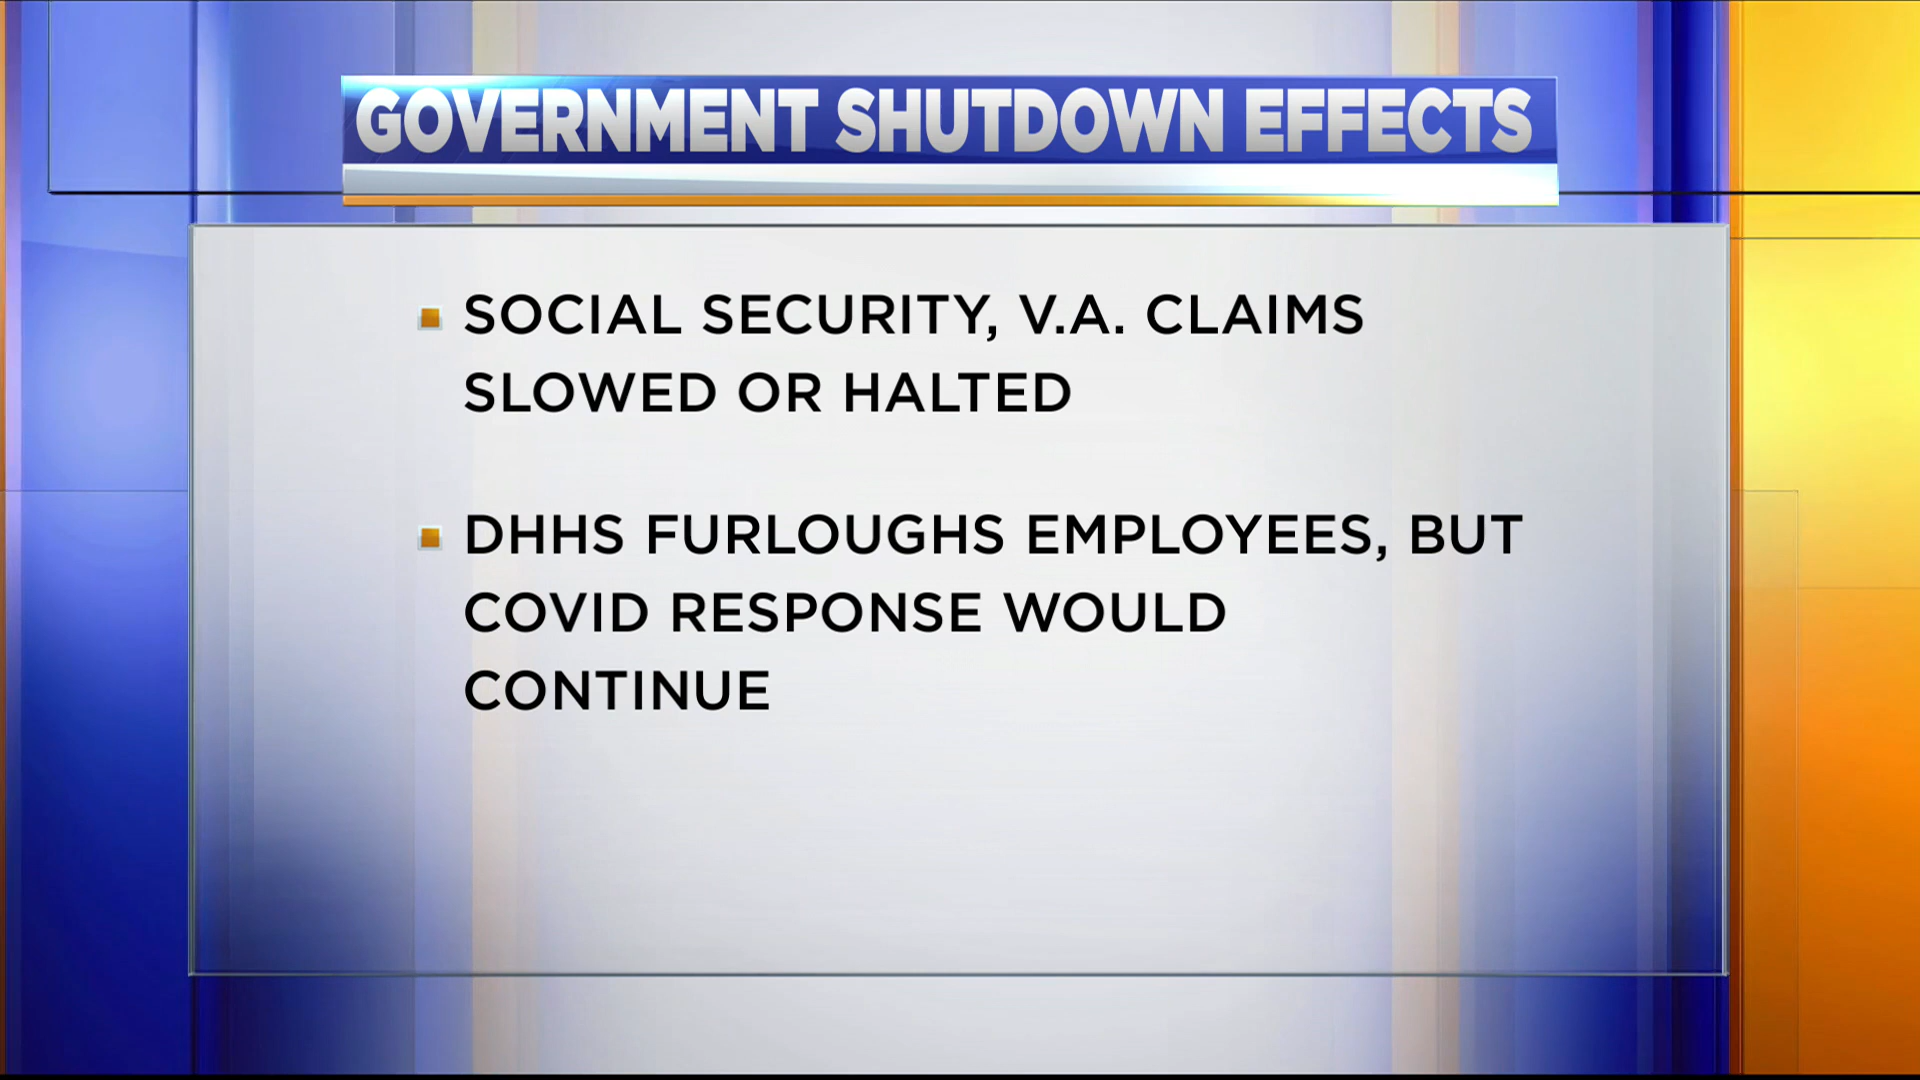 GOVERNMENT SHUTDOWN EFFECTS
SOCIAL SECURITY, V.A. CLAIMS
SLOWED OR HALTED
DHHS FURLOUGHS EMPLOYEES, BUT
COVID RESPONSE WOULD
CONTINUE